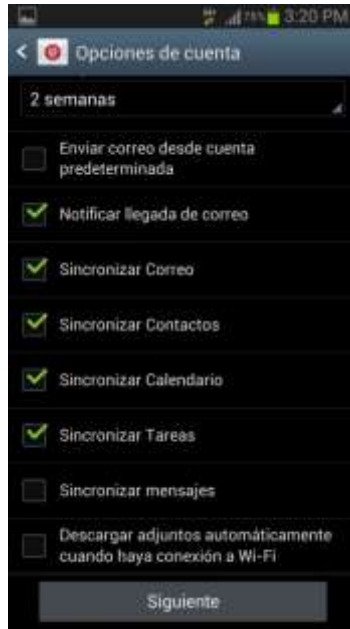 3:20 PM
Opciones de cuenta
2 semanas
Enviar correo desde cuenta
predeterminada
Notificar llegada de correo
Sincronizar Correo
Sincronizar Contactos
Sincronizar Calendario
Sincronizar Tareas
Sincronizar mensajes
Descargar adjuntos automáticamente
cuando haya conexión a Wi-Fi
Siguiente